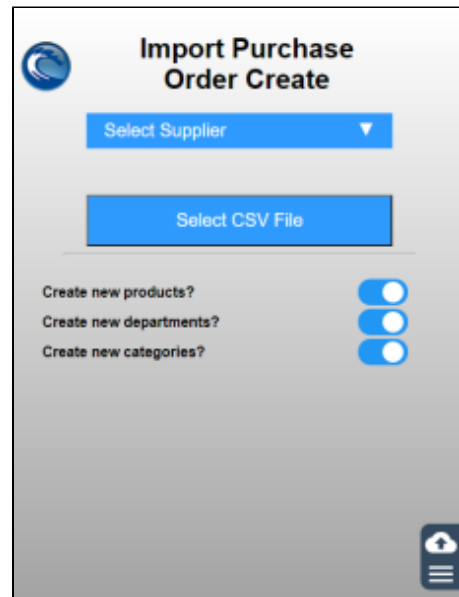 Import Purchase
Order Create
Select Supplier
Select CSV File
Create new products?
Create new departments?
Create new categories?